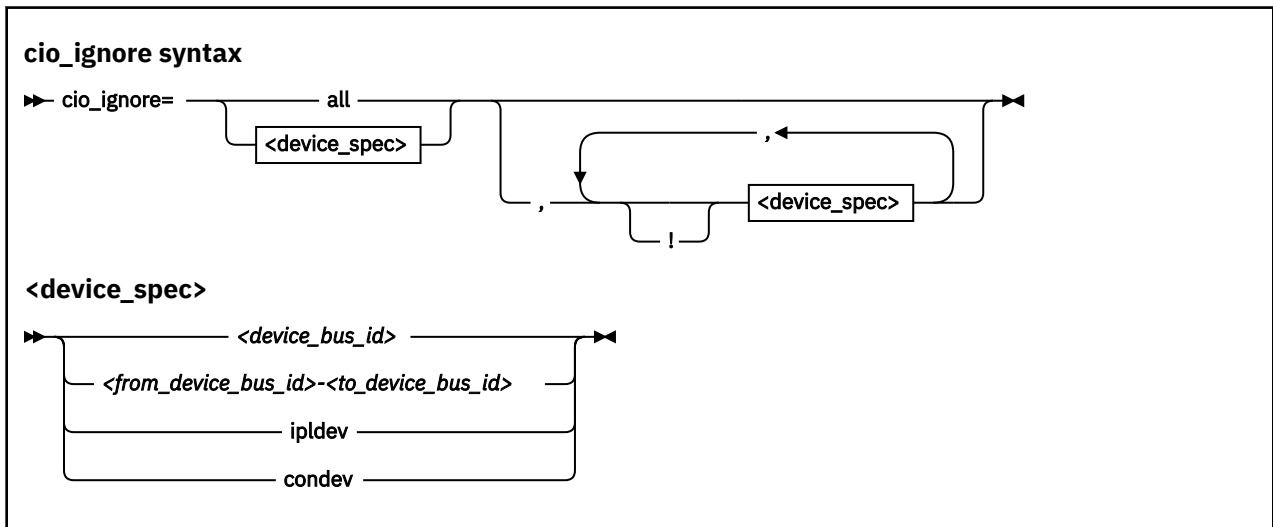 cio_ignore syntax
cio_ignore= all
<device_spec>
,
, ! <device_spec>
<device_spec>
<device_bus_id>
<from_device_bus_id>-<to_device_bus_id>
ipldev
condev